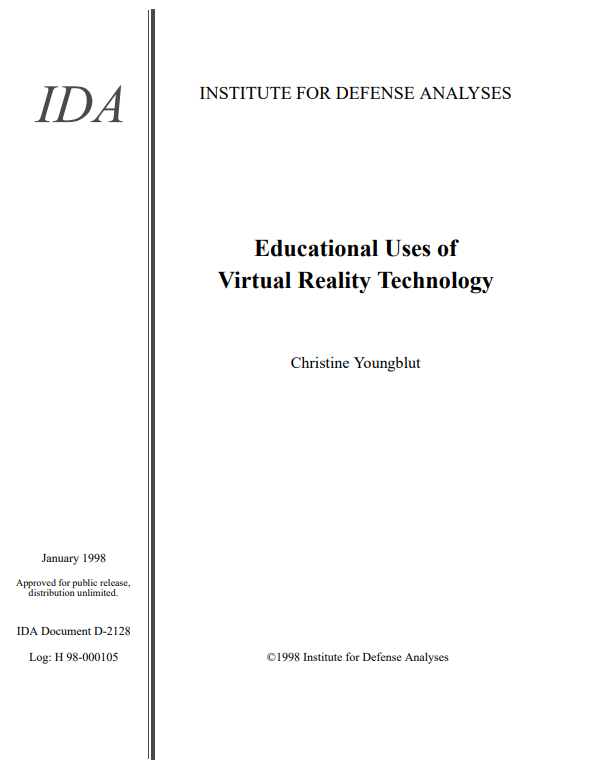 IDA
INSTITUTE FOR DEFENSE ANALYSES
Educational Uses of
Virtual Reality Technology
Christine Youngblut
January 1998
Approved for public release,
distribution unlimited.
IDA Document D-2128
Log: H 98-000105
©1998 Institute for Defense Analyses